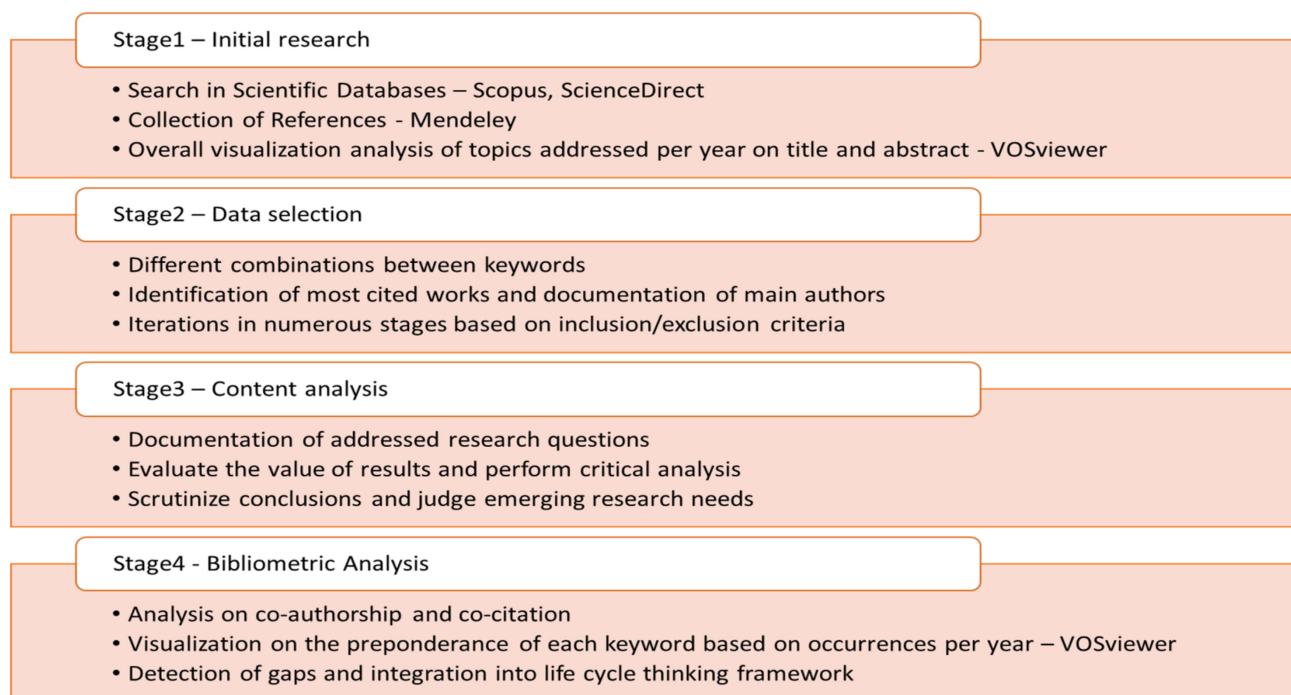 Stage1 – Initial research
• Search in Scientific Databases – Scopus, ScienceDirect
• Collection of References - Mendeley
• Overall visualization analysis of topics addressed per year on title and abstract - VOSviewer
Stage2 – Data selection
• Different combinations between keywords
• Identification of most cited works and documentation of main authors
• Iterations in numerous stages based on inclusion/exclusion criteria
Stage3 – Content analysis
• Documentation of addressed research questions
• Evaluate the value of results and perform critical analysis
• Scrutinize conclusions and judge emerging research needs
Stage4 - Bibliometric Analysis
• Analysis on co-authorship and co-citation
• Visualization on the preponderance of each keyword based on occurrences per year – VOSviewer
• Detection of gaps and integration into life cycle thinking framework